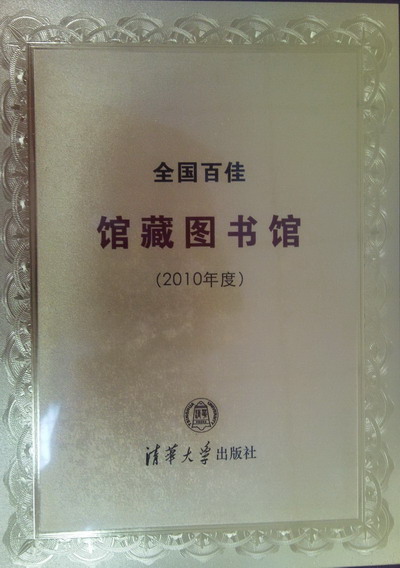 全国百佳
馆藏图书馆
(2010年度)
清华大学出版社